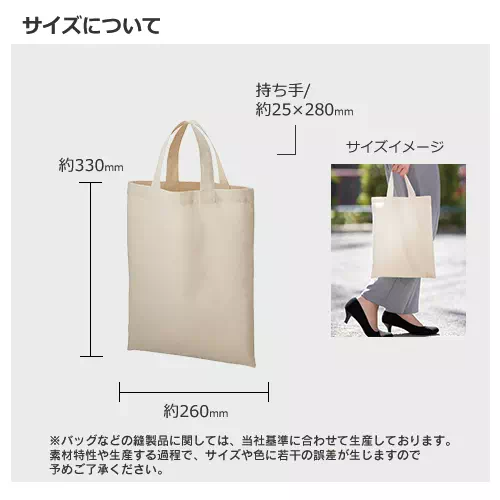 サイズについて
持ち手/
約25×280mm
サイズイメージ
約330mm
約260mm
※バッグなどの縫製品に関しては、当社基準に合わせて生産しております。
素材特性や生産する過程で、サイズや色に若干の誤差が生じますので
予めご了承ください。